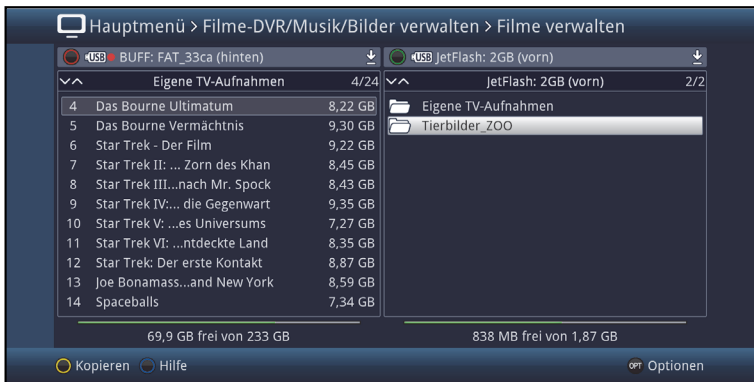 Hauptmenü > Filme-DVR/Musik/Bilder verwalten > Filme verwalten
USB BUFF: FAT_33ca (hinten)
Eigene TV-Aufnahmen 4/24
4 Das Bourne Ultimatum 8,22 GB
5 Das Bourne Vermächtnis 9,30 GB
6 Star Trek - Der Film 9,22 GB
7 Star Trek II: ... Zorn des Khan 8,45 GB
8 Star Trek III...nach Mr. Spock 8,43 GB
9 Star Trek IV:... die Gegenwart 9,35 GB
10 Star Trek V: ...es Universums 7,27 GB
11 Star Trek VI: ...ntdeckte Land 8,35 GB
12 Star Trek: Der erste Kontakt 8,87 GB
13 Joe Bonamass...and New York 8,59 GB
14 Spaceballs 7,34 GB
69,9 GB frei von 233 GB
USB JetFlash: 2GB (vorn)
JetFlash: 2GB (vorn) 2/2
Eigene TV-Aufnahmen
Tierbilder_ZOO
838 MB frei von 1,87 GB
Kopieren Hilfe OPT Optionen